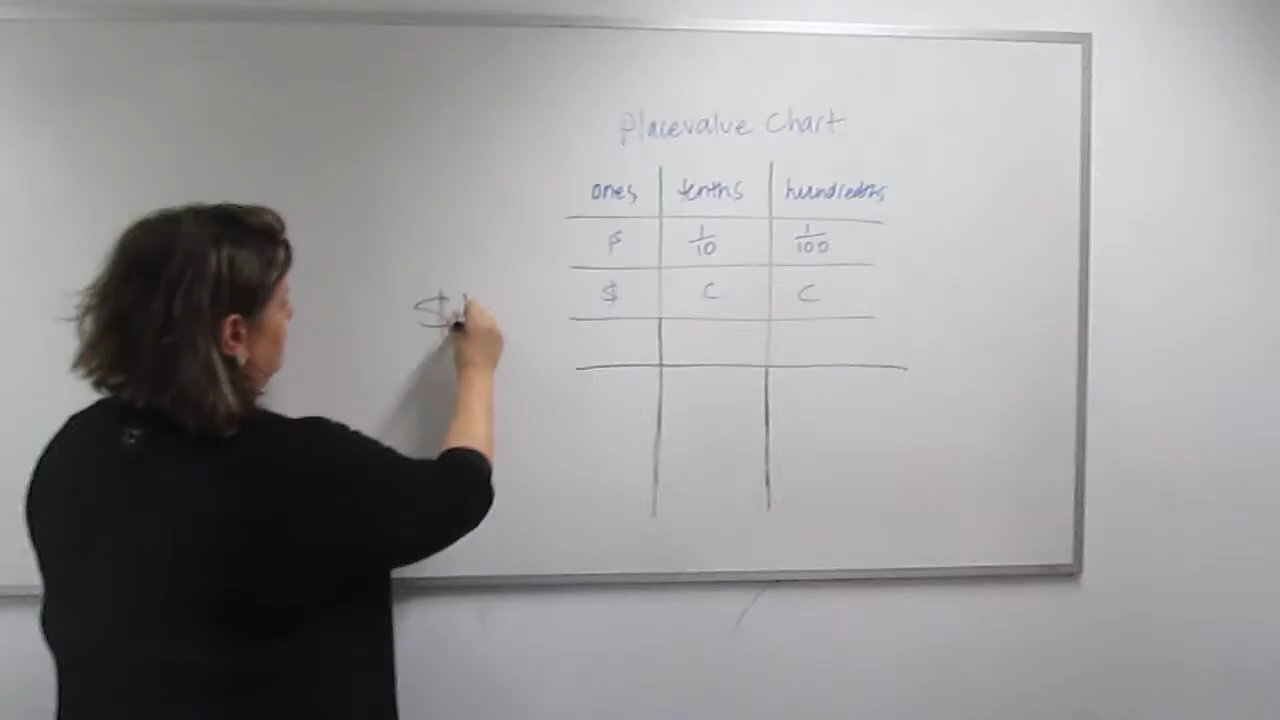 Placevalue Chart
ones tenths hundredths
1/10 1/100
$ c c
$1